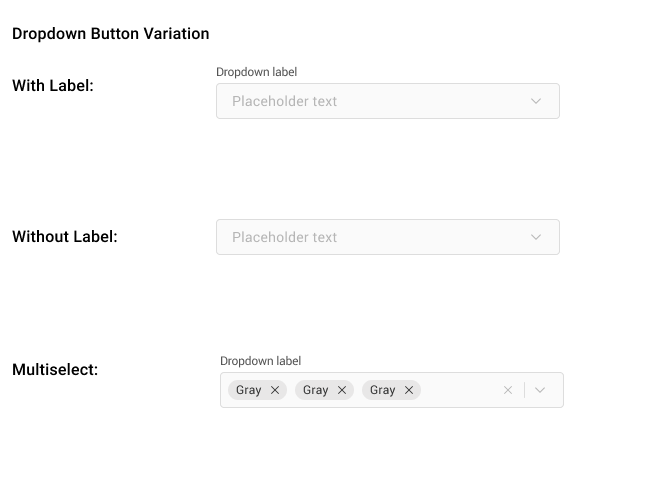 Dropdown Button Variation
With Label:
Dropdown label
Placeholder text
Without Label:
Placeholder text
Multiselect:
Dropdown label
Gray Gray Gray